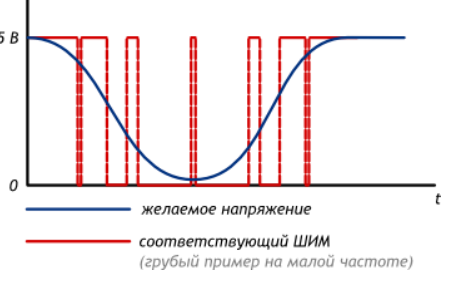 5 В
0
t
желаемое напряжение
соответствующий ШИМ
(грубый пример на малой частоте)